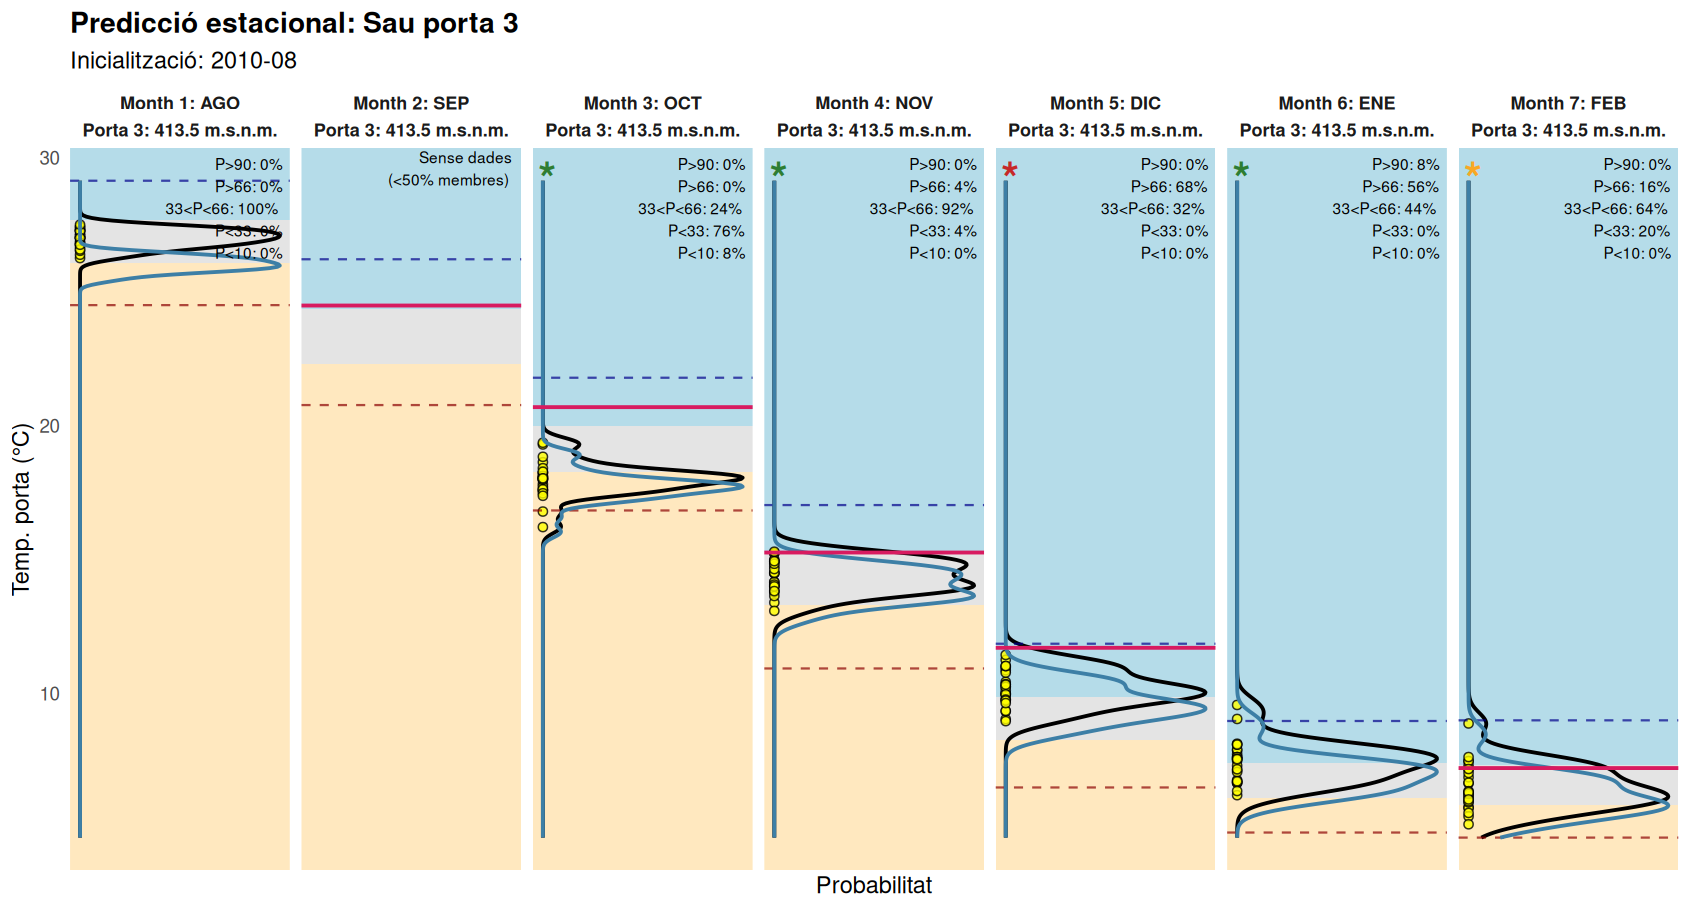 Predicció estacional: Sau porta 3
Inicialització: 2010-08
Month 1: AGO
Porta 3: 413.5 m.s.n.m.
P>90: 0%
P>66: 0%
33<P<66: 100%
P<33: 0%
P<10: 0%
Month 2: SEP
Porta 3: 413.5 m.s.n.m.
Sense dades
(<50% membres)
Month 3: OCT
Porta 3: 413.5 m.s.n.m.
*
P>90: 0%
P>66: 0%
33<P<66: 24%
P<33: 76%
P<10: 8%
Month 4: NOV
Porta 3: 413.5 m.s.n.m.
*
P>90: 0%
P>66: 4%
33<P<66: 92%
P<33: 4%
P<10: 0%
Month 5: DIC
Porta 3: 413.5 m.s.n.m.
*
P>90: 0%
P>66: 68%
33<P<66: 32%
P<33: 0%
P<10: 0%
Month 6: ENE
Porta 3: 413.5 m.s.n.m.
*
P>90: 8%
P>66: 56%
33<P<66: 44%
P<33: 0%
P<10: 0%
Month 7: FEB
Porta 3: 413.5 m.s.n.m.
*
P>90: 0%
P>66: 16%
33<P<66: 64%
P<33: 20%
P<10: 0%
30
20
10
Temp. porta (°C)
Probabilitat